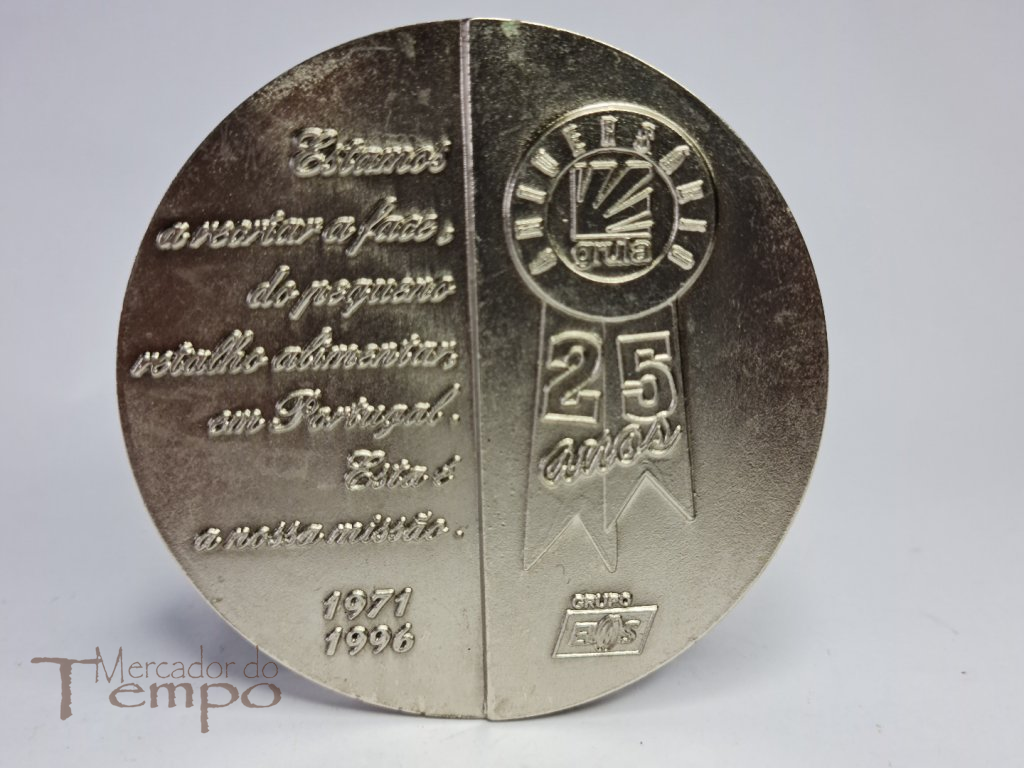 Estamos
a recriar a face,
do pequeno
retalho alimentar,
em Portugal.
Esta é
a nossa missão.
1971
1996
ANIVERSÁRIO
grula
25
anos
GRUPO
EOS
Mercador do
Tempo